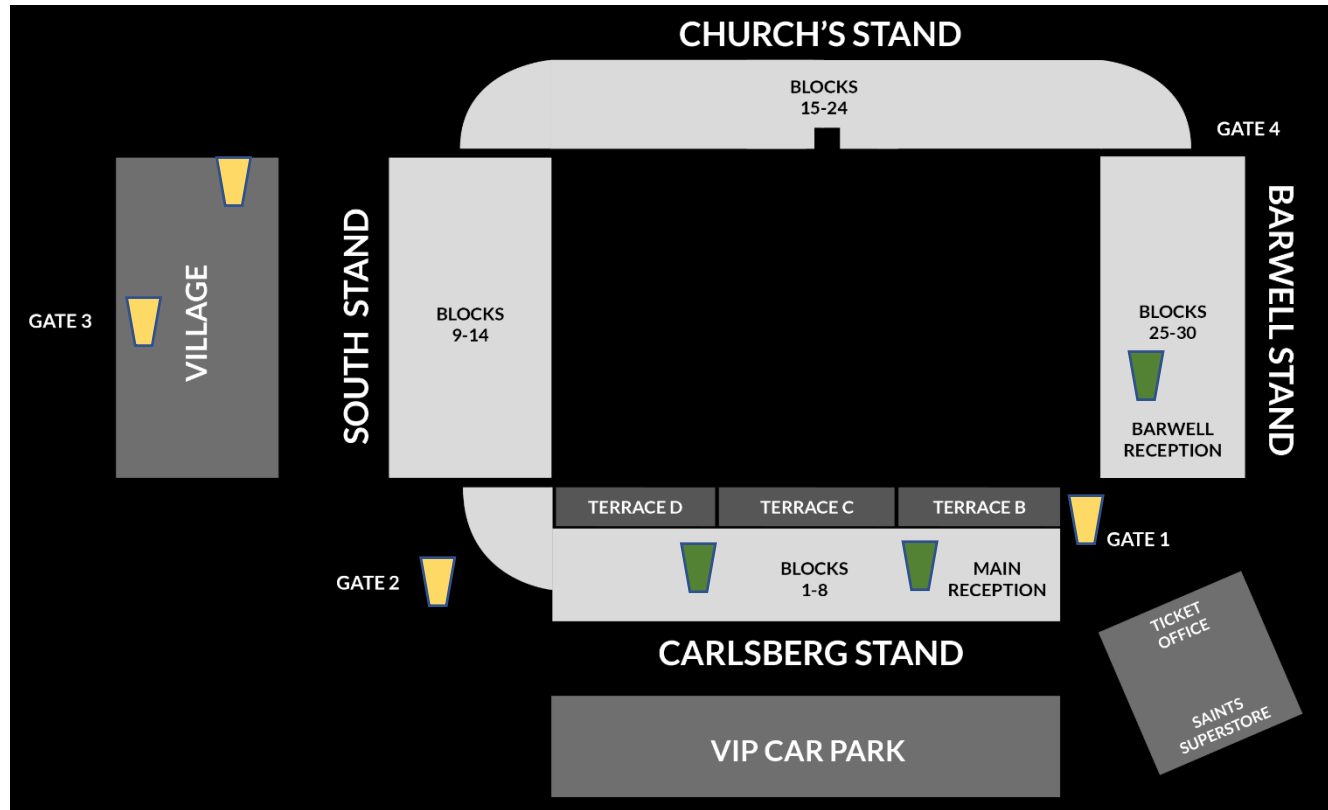 CHURCH’S STAND
BLOCKS
15-24
GATE 4
GATE 3
VILLAGE
SOUTH STAND
BLOCKS
9-14
BLOCKS
25-30
BARWELL
RECEPTION
BARWELL STAND
TERRACE D
TERRACE C
TERRACE B
GATE 1
GATE 2
BLOCKS
1-8
MAIN
RECEPTION
CARLSBERG STAND
TICKET
OFFICE
SAINTS
SUPERSTORE
VIP CAR PARK